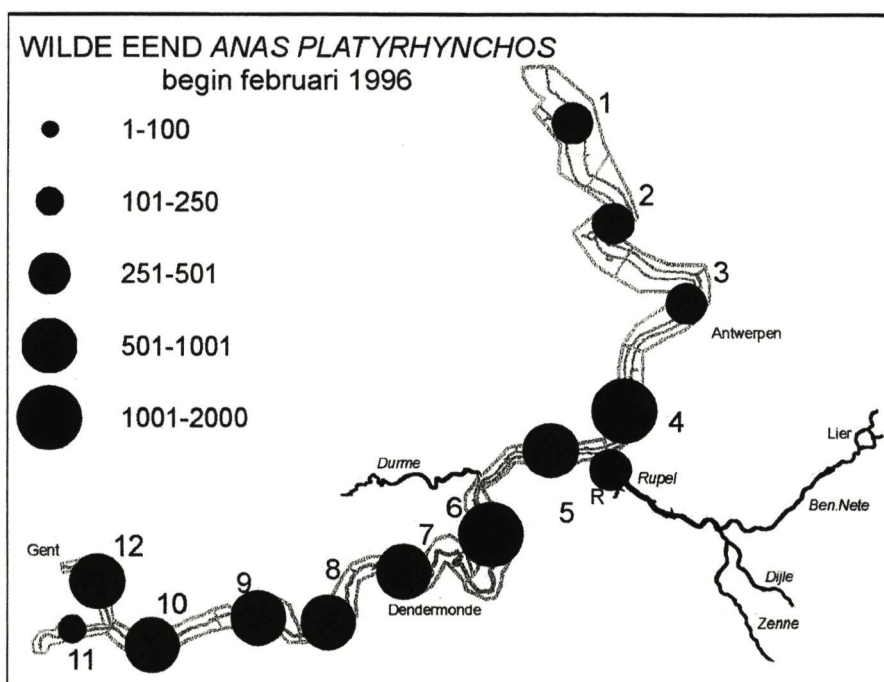 WILDE EEND ANAS PLATYRHYNCHOS
begin februari 1996
1-100
101-250
251-501
501-1001
1001-2000
1
2
3
Antwerpen
4
Lier
Durme
Rupel
R
5
6
Ben.Nete
Gent
12
7
8
9
10
Dijle
Dendermonde
Zenne
11